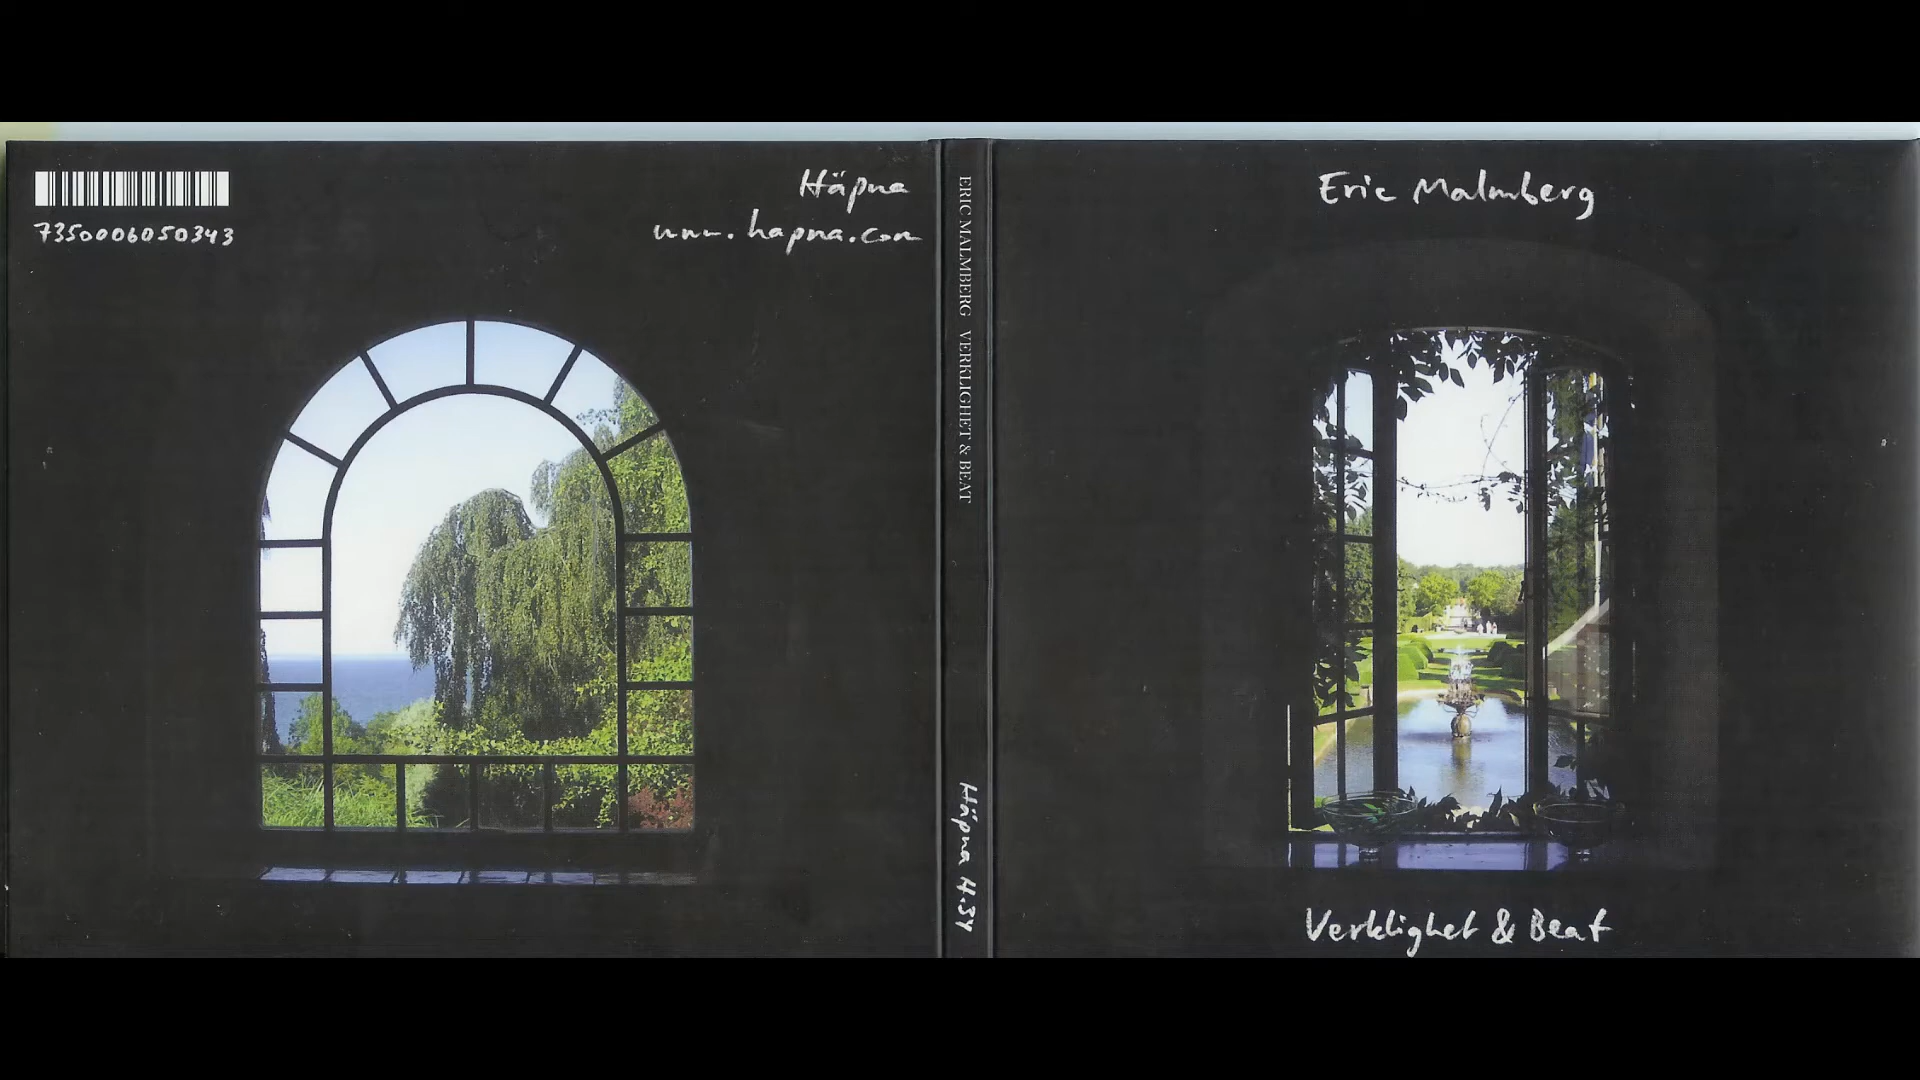 7350006050343
Häpna
www.hapna.com
ERIC MALMBERG VERKLIGHET & BEAT
Häpna H.34
Eric Malmberg
Verklighet & Beat